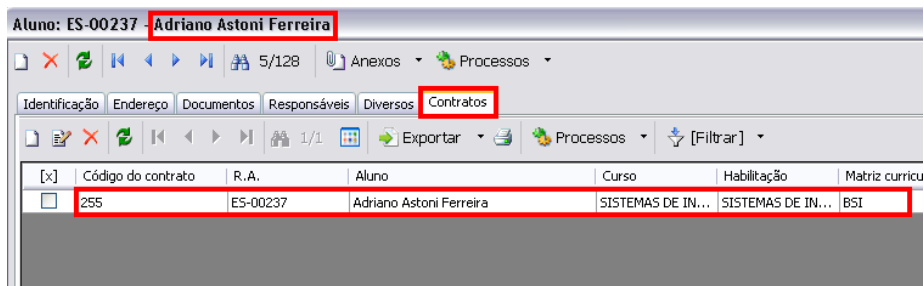 Aluno: ES-00237 - Adriano Astoni Ferreira
5/128 Anexos Processos
Identificação Endereço Documentos Responsáveis Diversos Contratos
1/1 Exportar Processos [Filtrar]
[x] Código do contrato R.A. Aluno Curso Habilitação Matriz curricu
255 ES-00237 Adriano Astoni Ferreira SISTEMAS DE IN... SISTEMAS DE IN... BSI